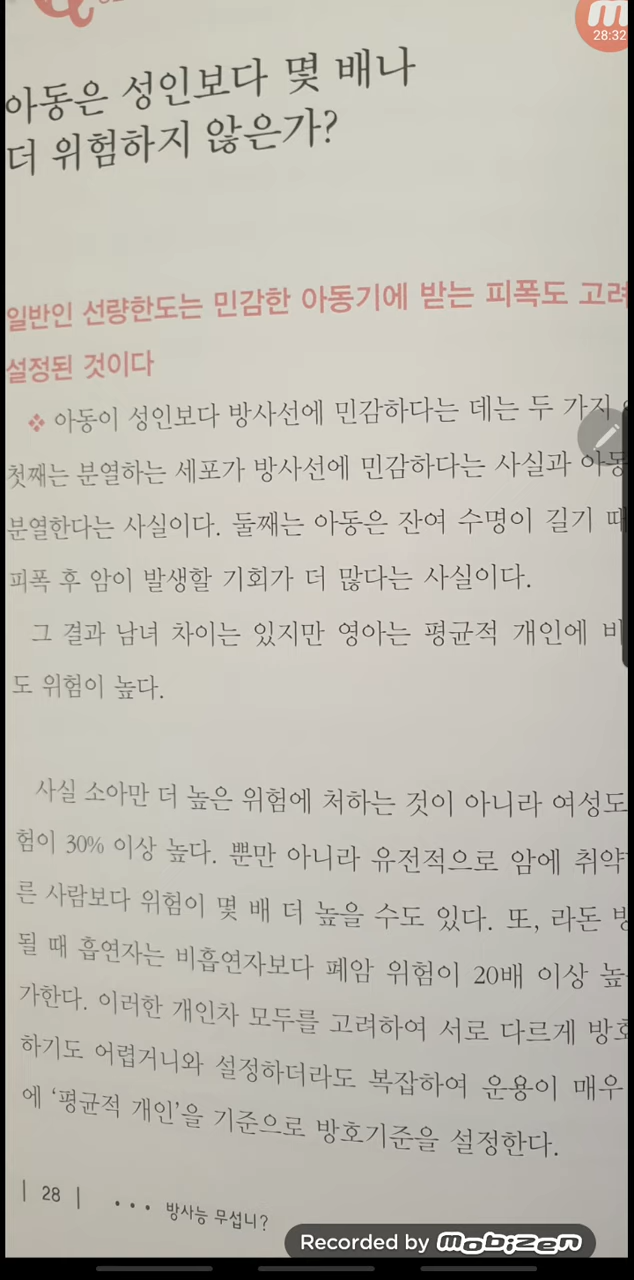 28:32
아동은 성인보다 몇 배나
더 위험하지 않은가?
일반인 선량한도는 민감한 아동기에 받는 피폭도 고려
설정된 것이다
❖ 아동이 성인보다 방사선에 민감하다는 데는 두 가지
첫째는 분열하는 세포가 방사선에 민감하다는 사실과 아동
분열한다는 사실이다. 둘째는 아동은 잔여 수명이 길기 때
피폭 후 암이 발생할 기회가 더 많다는 사실이다.
그 결과 남녀 차이는 있지만 영아는 평균적 개인에 비
도 위험이 높다.
사실 소아만 더 높은 위험에 처하는 것이 아니라 여성도
험이 30% 이상 높다. 뿐만 아니라 유전적으로 암에 취약
른 사람보다 위험이 몇 배 더 높을 수도 있다. 또, 라돈
될 때 흡연자는 비흡연자보다 폐암 위험이 20배 이상 높
가한다. 이러한 개인차 모두를 고려하여 서로 다르게 방호
하기도 어렵거니와 설정하더라도 복잡하여 운용이 매우
에 '평균적 개인'을 기준으로 방호기준을 설정한다.
| 28 | • • • 방사능 무섭니?
Recorded by mobizen